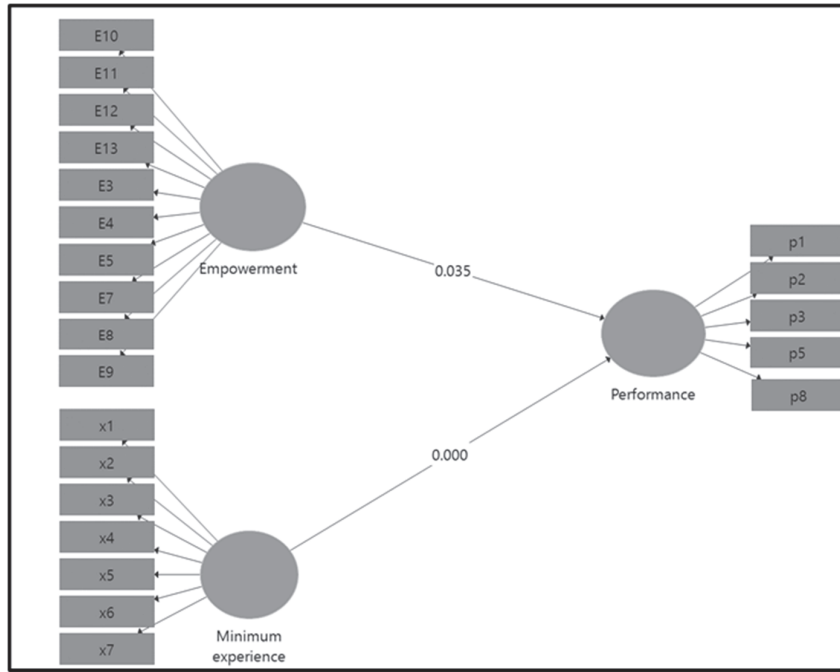 E10
E11
E12
E13
E3
E4
E5
E7
E8
E9
Empowerment
0.035
p1
p2
p3
p5
p8
Performance
0.000
x1
x2
x3
x4
x5
x6
x7
Minimum
experience